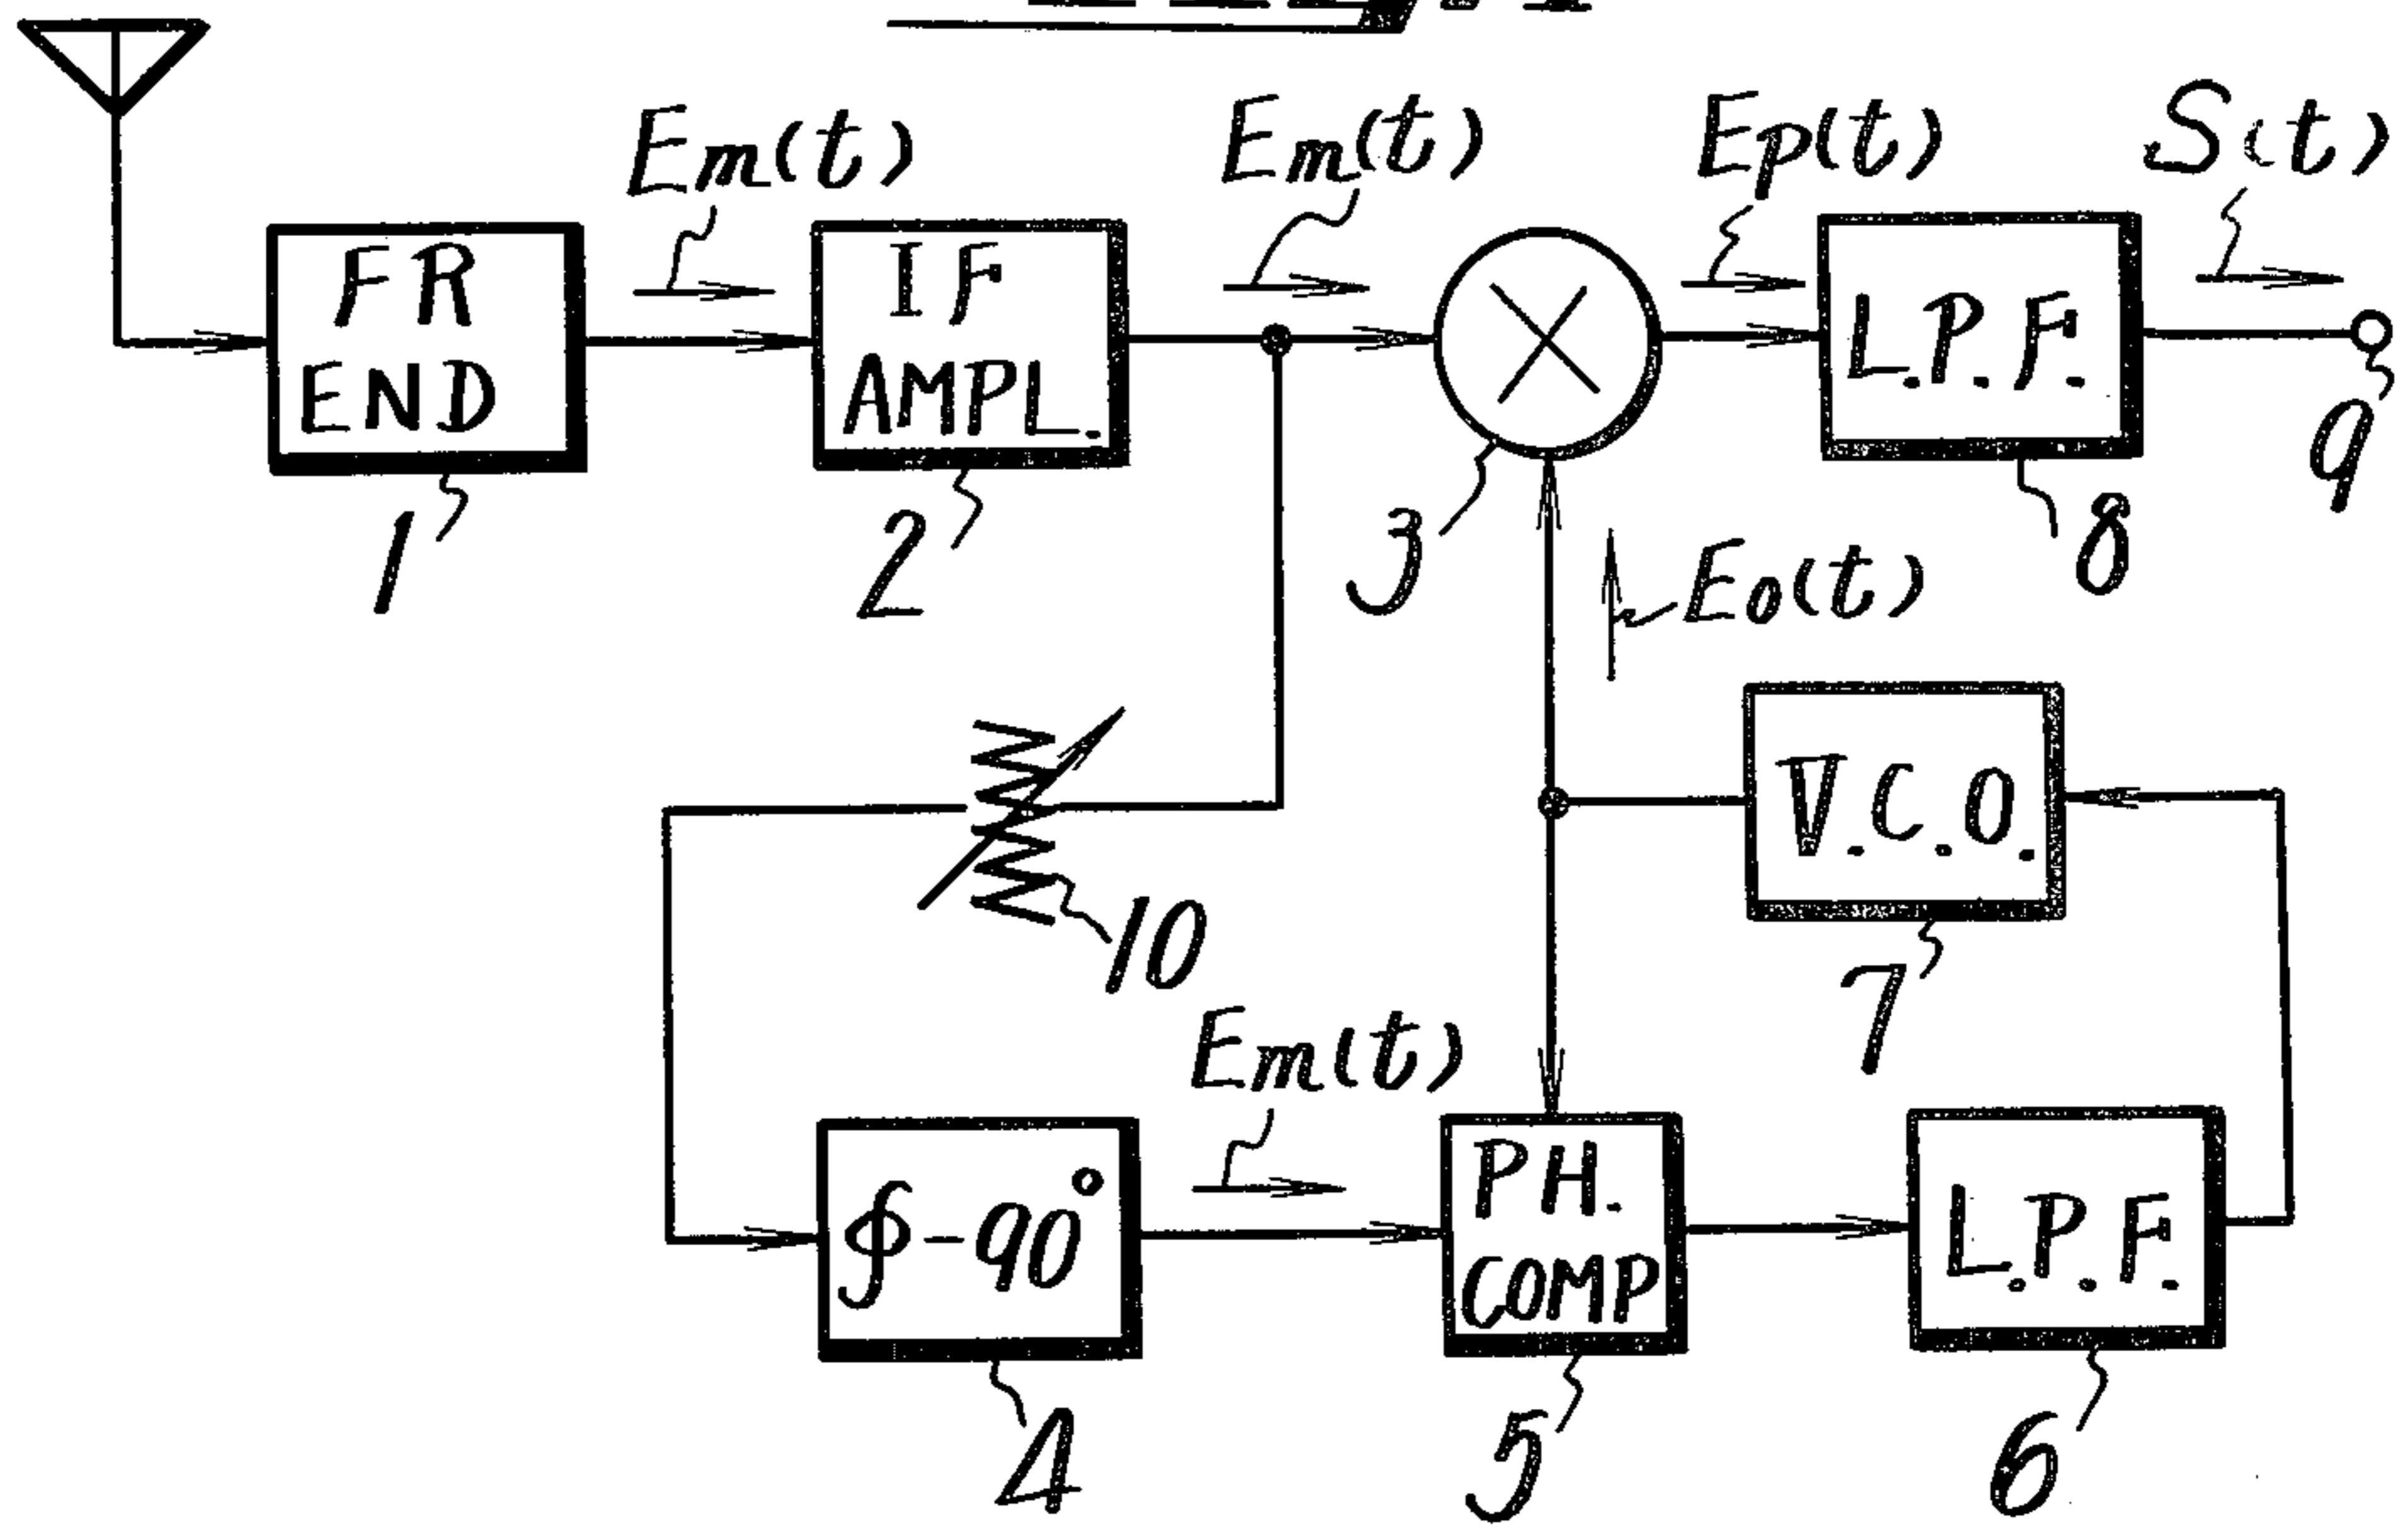 Em(t)
Em(t)
Ep(t)
S(t)
FR
END
IF
AMPL.
L.P.F.
1
2
3
8
9
Eo(t)
V.C.O.
10
7
Em(t)
∮-90°
PH.
COMP
L.P.F.
4
5
6